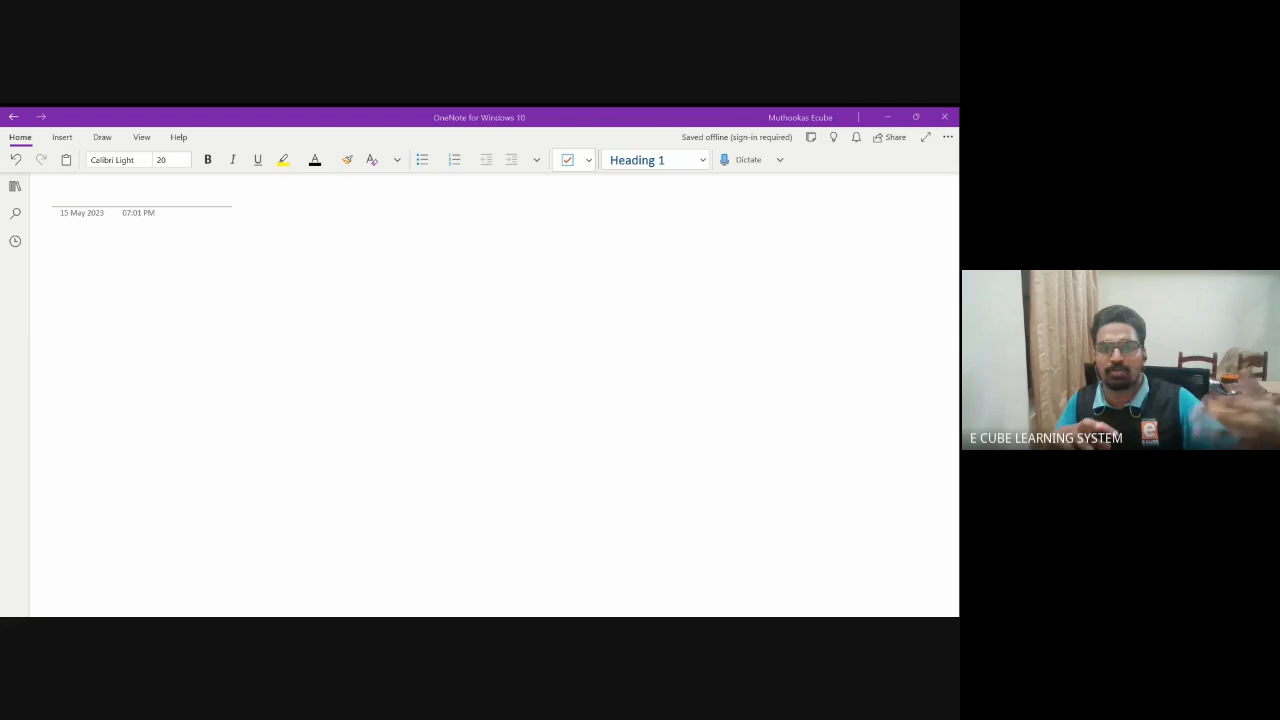 OneNote for Windows 10
Muthookas Ecube
Home Insert Draw View Help
Saved offline (sign-in required)
Share
Calibri Light 20 B I U A Heading 1 Dictate
15 May 2023 07:01 PM
e
E-CUBE
E CUBE LEARNING SYSTEM